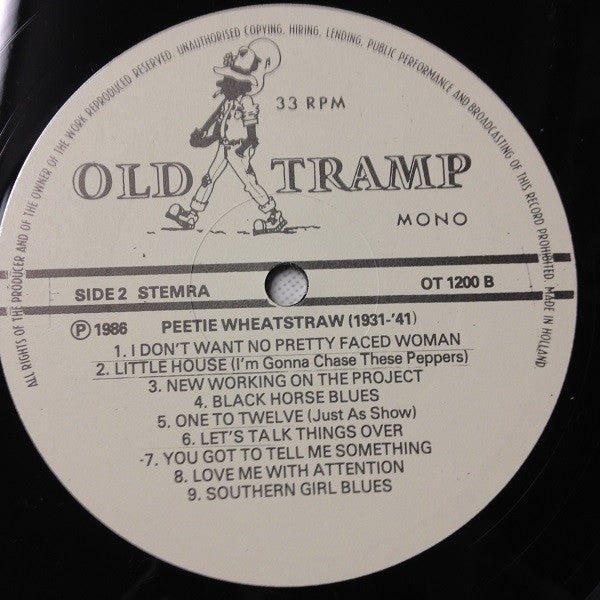 ALL RIGHTS OF THE PRODUCER AND OF THE OWNER OF THE WORK REPRODUCED RESERVED. UNAUTHORISED COPYING, HIRING, LENDING, PUBLIC PERFORMANCE AND BROADCASTING OF THIS RECORD PROHIBITED. MADE IN HOLLAND
33 RPM
OLD TRAMP
MONO
SIDE 2 STEMRA OT 1200 B
Ⓟ 1986 PEETIE WHEATSTRAW (1931-'41)
1. I DON'T WANT NO PRETTY FACED WOMAN
2. LITTLE HOUSE (I'm Gonna Chase These Peppers)
3. NEW WORKING ON THE PROJECT
4. BLACK HORSE BLUES
5. ONE TO TWELVE (Just As Show)
6. LET'S TALK THINGS OVER
-7. YOU GOT TO TELL ME SOMETHING
8. LOVE ME WITH ATTENTION
9. SOUTHERN GIRL BLUES